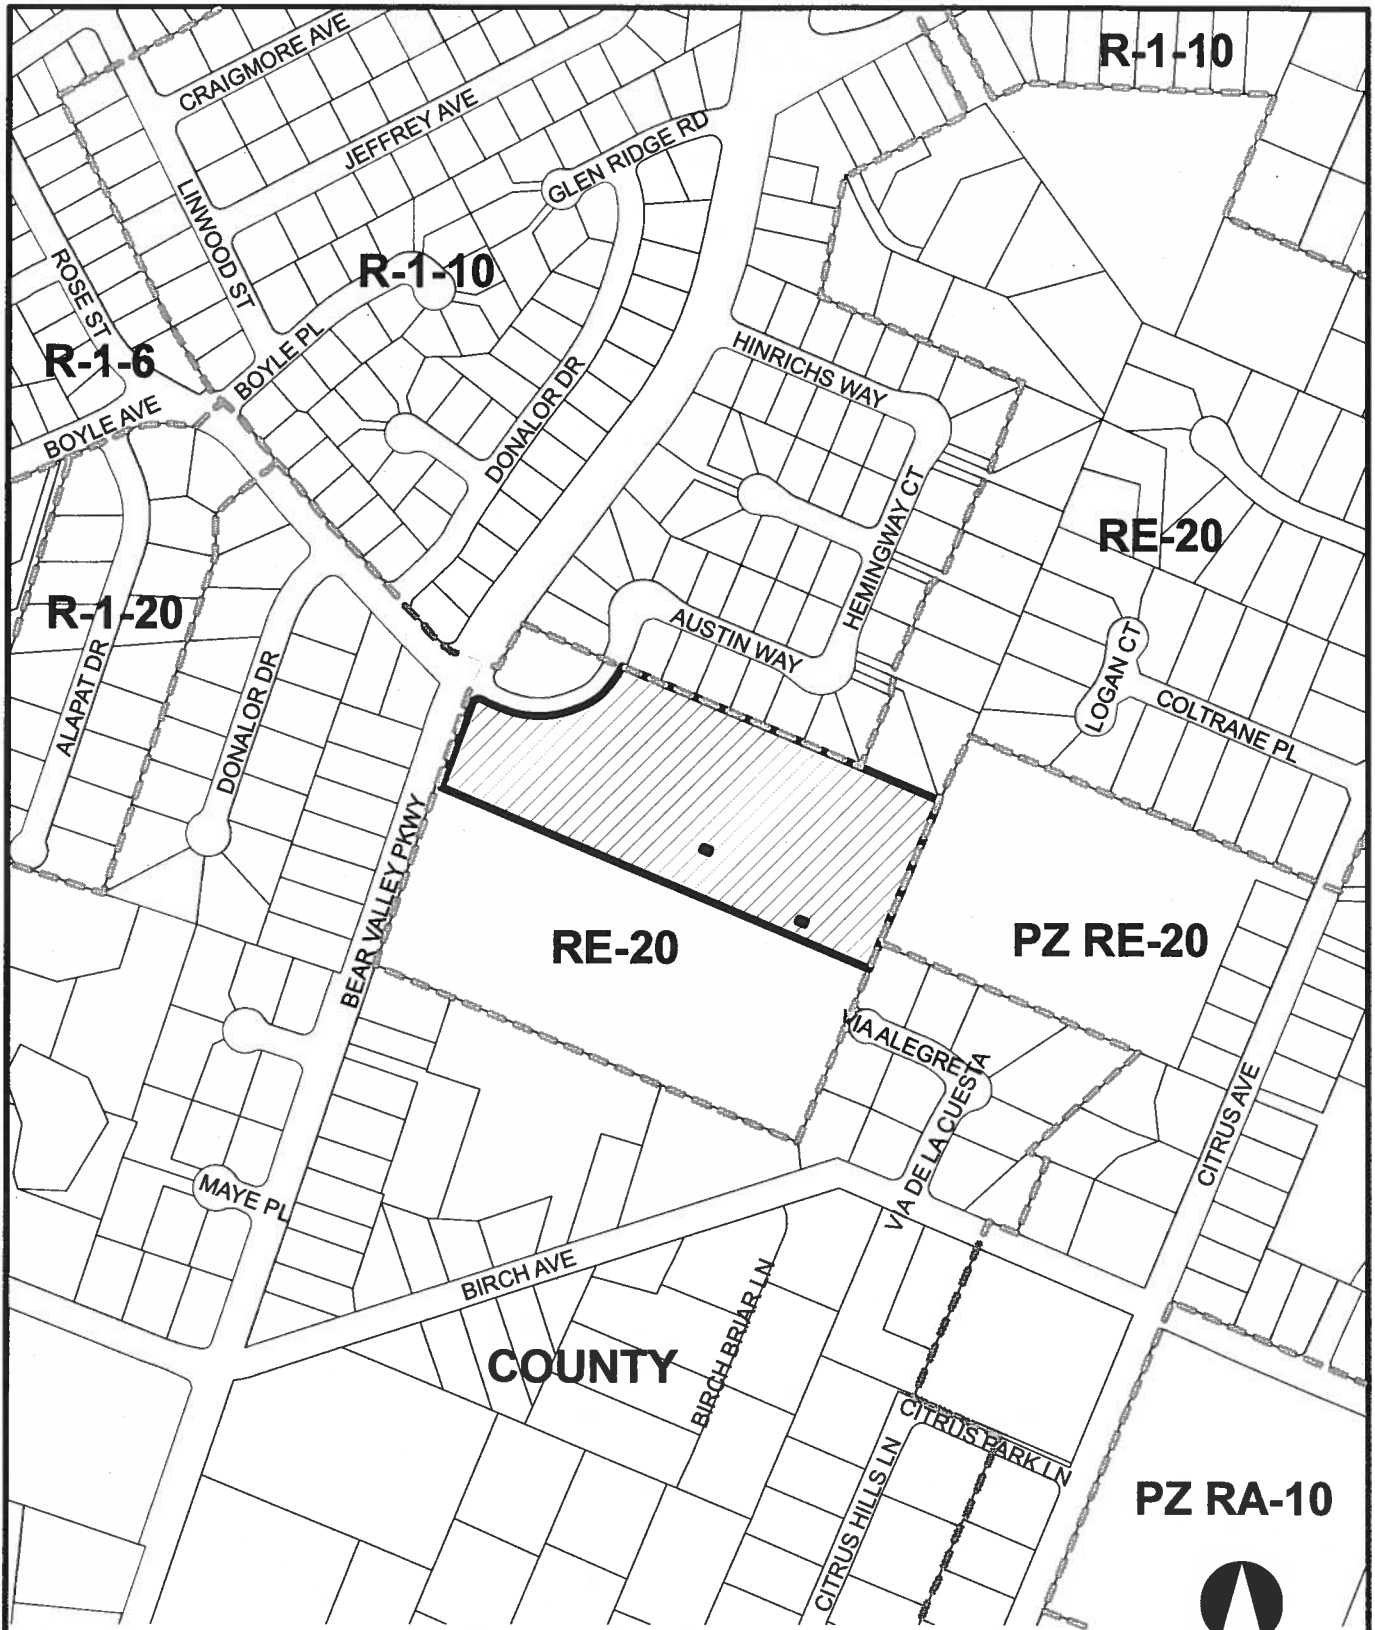 R-1-10
CRAIGMORE AVE
JEFFREY AVE
GLEN RIDGE RD
LINWOOD ST
ROSE ST
R-1-10
R-1-6
BOYLE PL
BOYLE AVE
HINRICHS WAY
DONALOR DR
HEMINGWAY CT
RE-20
R-1-20
AUSTIN WAY
LOGAN CT
COLTRANE PL
ALAPAT DR
DONALOR DR
BEAR VALLEY PKWY
RE-20
PZ RE-20
VIA ALEGRE
VIA DE LA CUESTA
CITRUS AVE
MAYE PL
BIRCH AVE
BIRCH BRIAR LN
COUNTY
CITRUS PARK LN
CITRUS HILLS LN
PZ RA-10